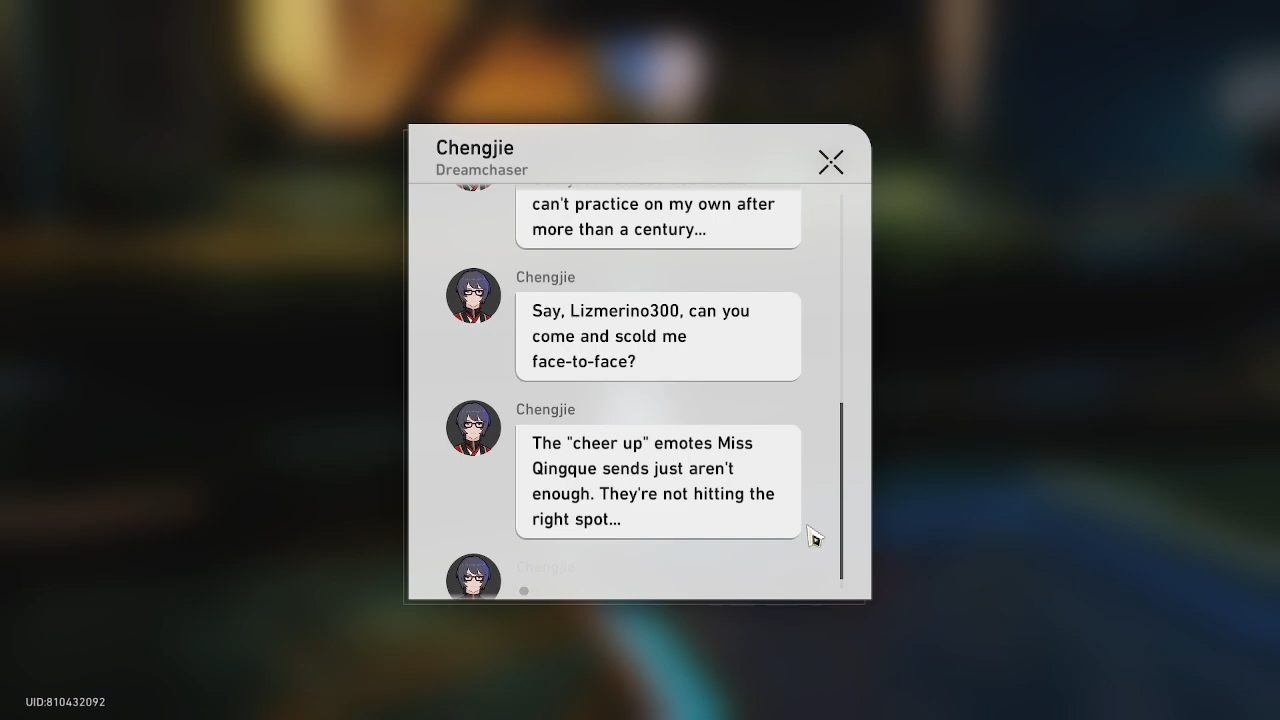 Chengjie
Dreamchaser
can't practice on my own after
more than a century...
Chengjie
Say, Lizmerino300, can you
come and scold me
face-to-face?
Chengjie
The "cheer up" emotes Miss
Qingque sends just aren't
enough. They're not hitting the
right spot...
Chengjie
UID:810432092